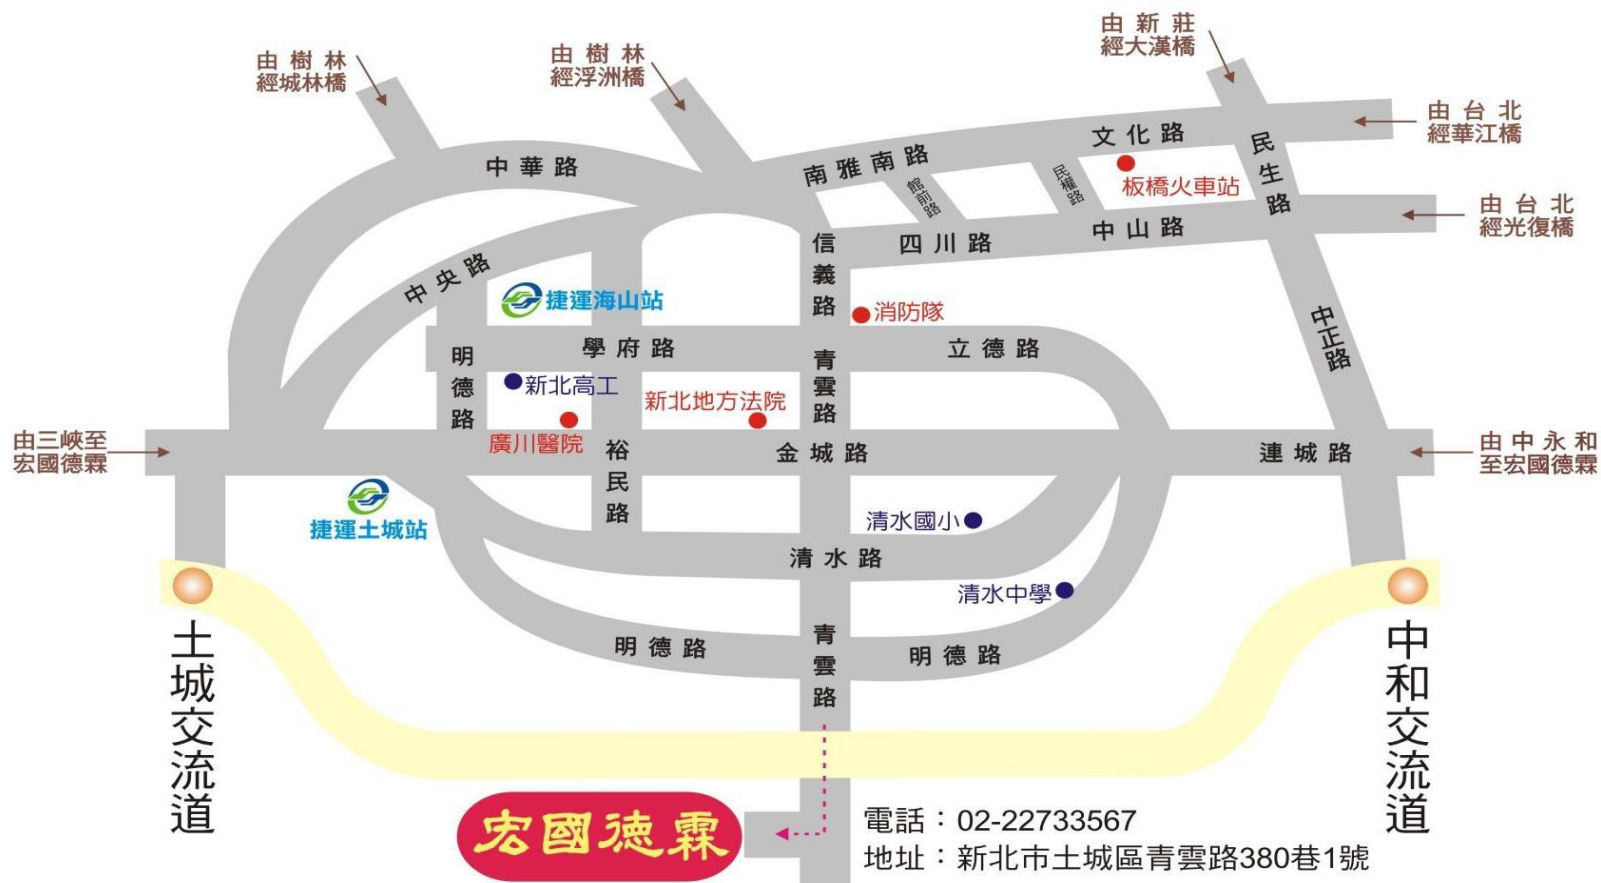 由新莊
經大漢橋
由樹林
經城林橋
由樹林
經浮洲橋
由台北
經華江橋
文化路
南雅南路
民生路
中華路
館前路
民權路
板橋火車站
由台北
經光復橋
信義路
四川路
中山路
中央路
捷運海山站
消防隊
中正路
明德路
學府路
青雲路
立德路
新北高工
新北地方法院
廣川醫院
由三峽至
宏國德霖
裕民路
金城路
連城路
由中永和
至宏國德霖
捷運土城站
清水國小
清水路
清水中學
土城交流道
明德路
青雲路
明德路
中和交流道
宏國德霖
電話：02-22733567
地址：新北市土城區青雲路380巷1號